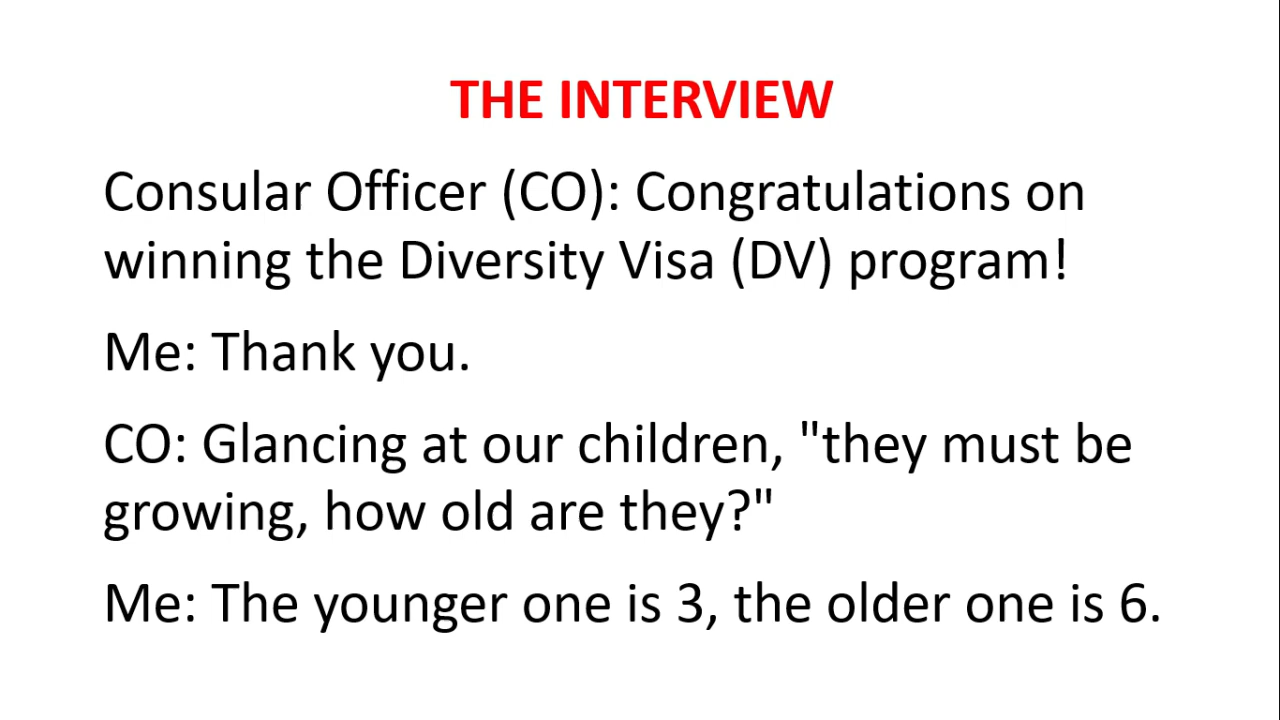 THE INTERVIEW
Consular Officer (CO): Congratulations on
winning the Diversity Visa (DV) program!
Me: Thank you.
CO: Glancing at our children, "they must be
growing, how old are they?"
Me: The younger one is 3, the older one is 6.